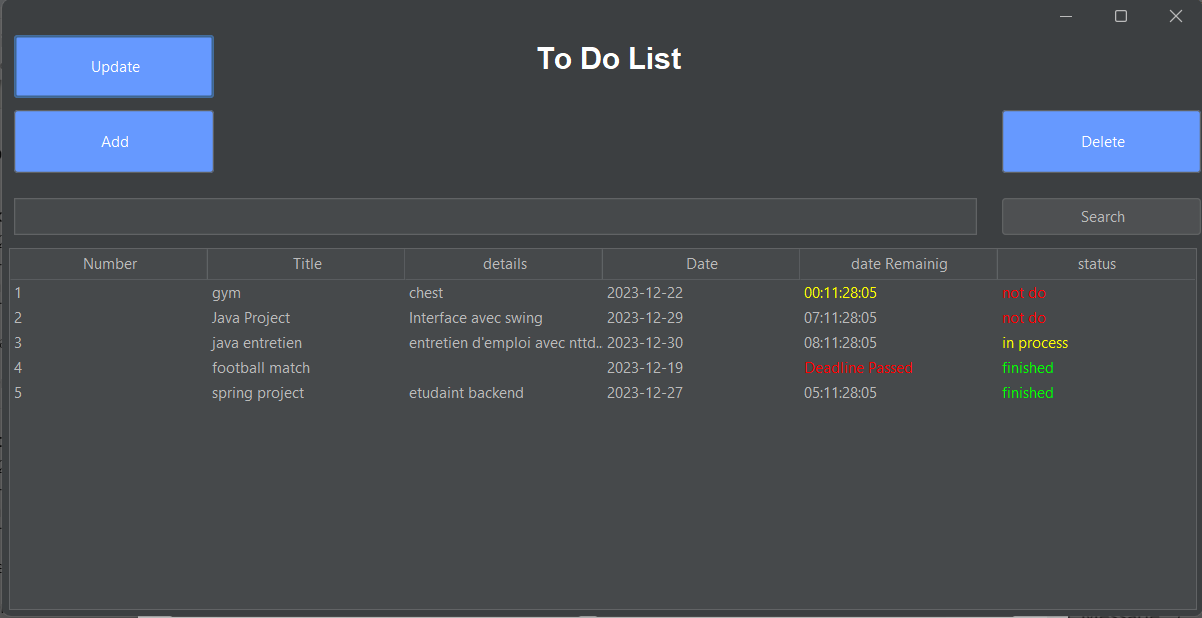 Update
To Do List
Add
Delete
Search
Number Title details Date date Remainig status
1 gym chest 2023-12-22 00:11:28:05 not do
2 Java Project Interface avec swing 2023-12-29 07:11:28:05 not do
3 java entretien entretien d'emploi avec nttd.. 2023-12-30 08:11:28:05 in process
4 football match 2023-12-19 Deadline Passed finished
5 spring project etudaint backend 2023-12-27 05:11:28:05 finished